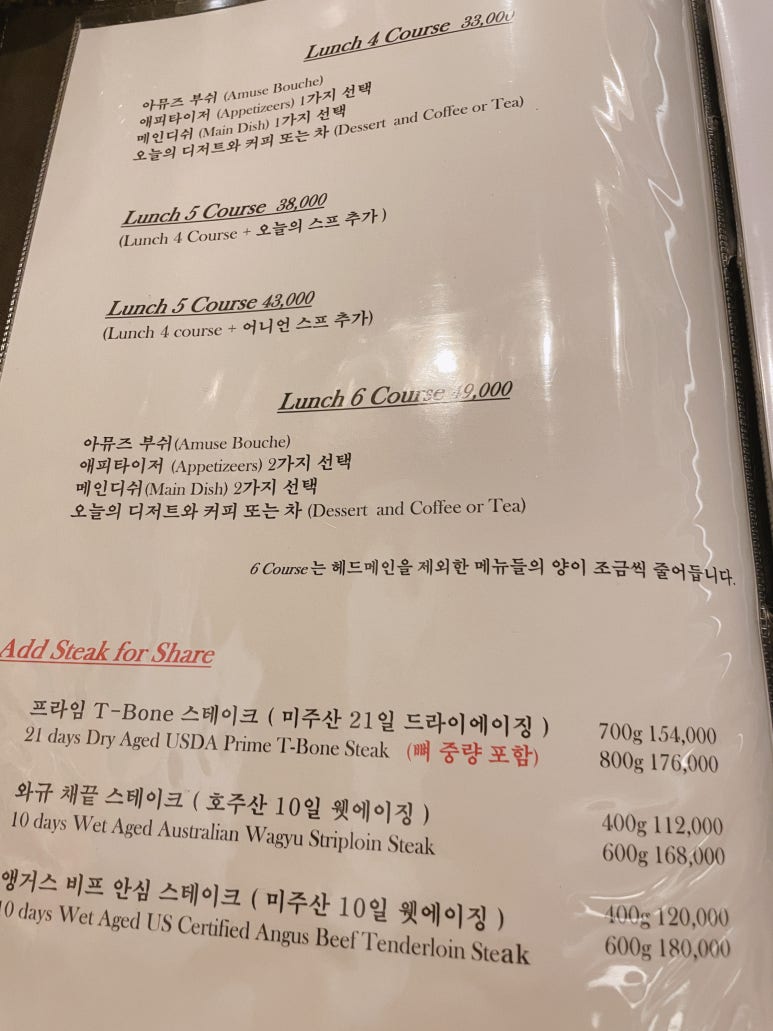 Lunch 4 Course 33,000
아뮤즈 부쉬 (Amuse Bouche)
애피타이저 (Appetizeers) 1가지 선택
메인디쉬 (Main Dish) 1가지 선택
오늘의 디저트와 커피 또는 차 (Dessert and Coffee or Tea)
Lunch 5 Course 38,000
(Lunch 4 Course + 오늘의 스프 추가 )
Lunch 5 Course 43,000
(Lunch 4 course + 어니언 스프 추가)
Lunch 6 Course 49,000
아뮤즈 부쉬(Amuse Bouche)
애피타이저 (Appetizeers) 2가지 선택
메인디쉬(Main Dish) 2가지 선택
오늘의 디저트와 커피 또는 차 (Dessert and Coffee or Tea)
6 Course는 헤드메인을 제외한 메뉴들의 양이 조금씩 줄어듭니다.
Add Steak for Share
프라임 T-Bone 스테이크 ( 미주산 21일 드라이에이징 ) 700g 154,000
21 days Dry Aged USDA Prime T-Bone Steak (뼈 중량 포함) 800g 176,000
와규 채끝 스테이크 ( 호주산 10일 웻에이징 ) 400g 112,000
10 days Wet Aged Australian Wagyu Striploin Steak 600g 168,000
앵거스 비프 안심 스테이크 ( 미주산 10일 웻에이징 ) 400g 120,000
10 days Wet Aged US Certified Angus Beef Tenderloin Steak 600g 180,000